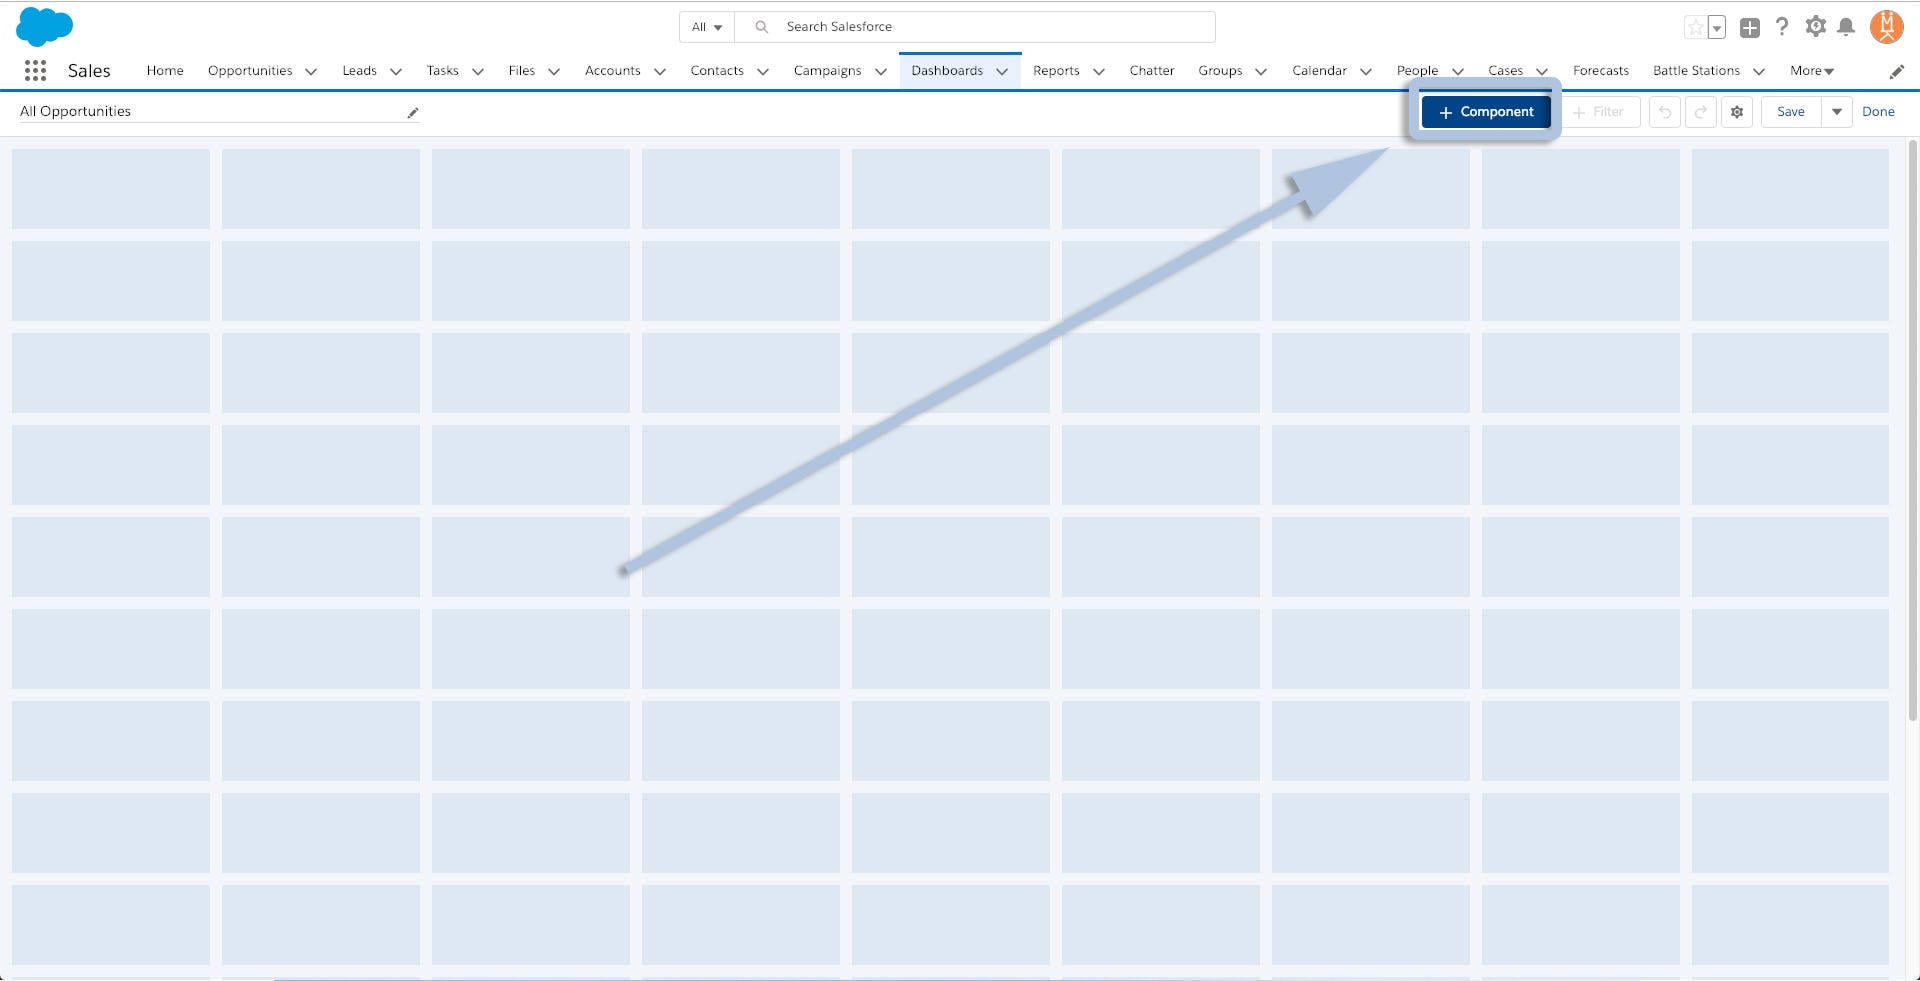 All Search Salesforce
Sales Home Opportunities Leads Tasks Files Accounts Contacts Campaigns Dashboards Reports Chatter Groups Calendar People Cases Forecasts Battle Stations More
All Opportunities + Component + Filter Save Done